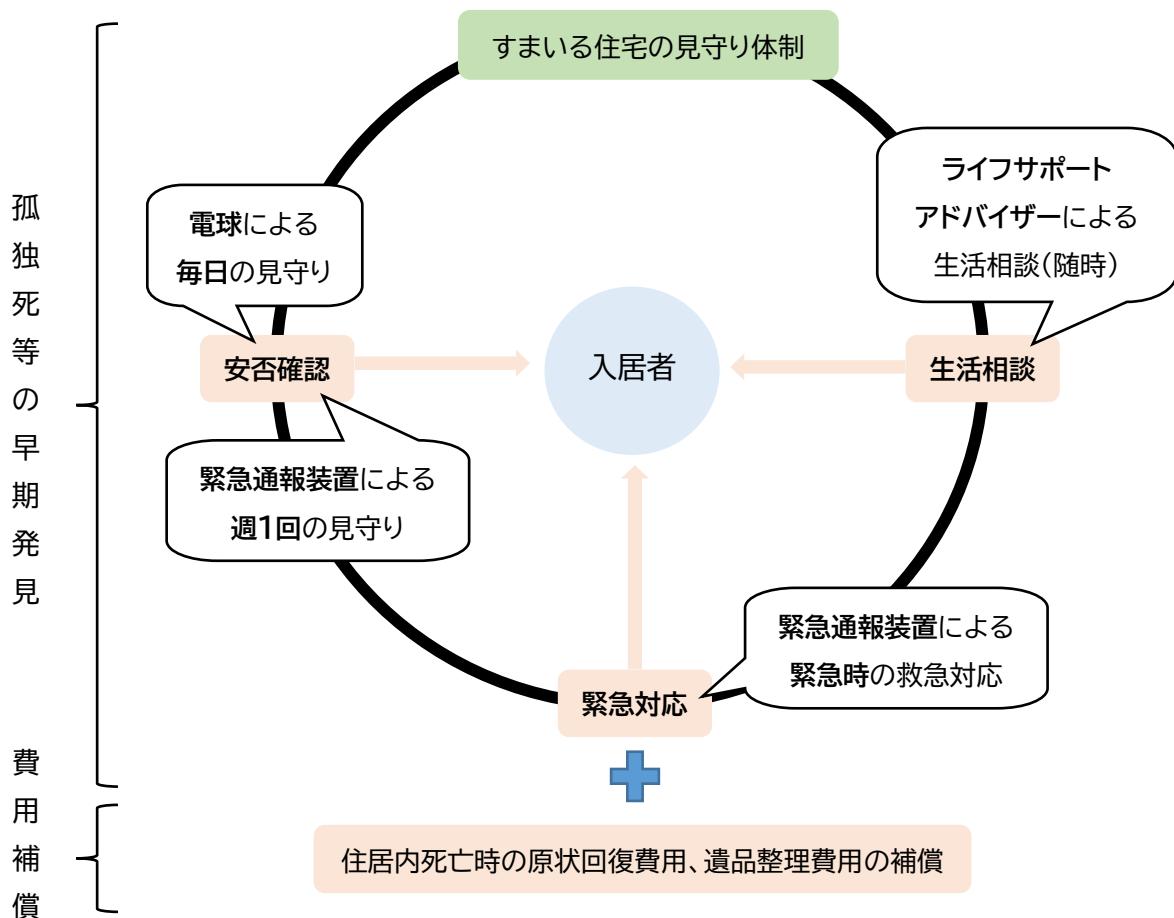 すまいる住宅の見守り体制
孤独死等の早期発見
電球による
毎日の見守り
ライフサポート
アドバイザーによる
生活相談（随時）
安否確認
入居者
生活相談
緊急通報装置による
週1回の見守り
緊急通報装置による
緊急時の救急対応
緊急対応
費用補償
住居内死亡時の原状回復費用、遺品整理費用の補償